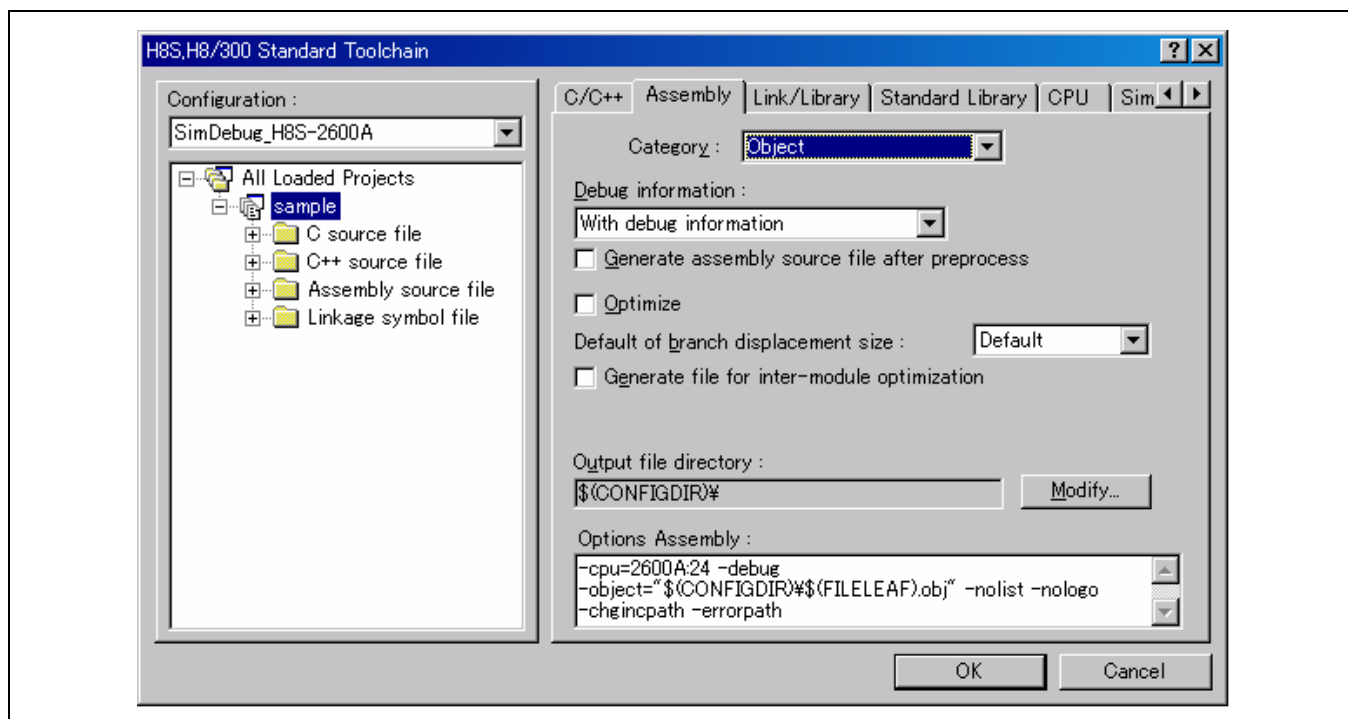 H8S,H8/300 Standard Toolchain
Configuration :
SimDebug_H8S-2600A
All Loaded Projects
sample
C source file
C++ source file
Assembly source file
Linkage symbol file
C/C++ Assembly Link/Library Standard Library CPU Sim
Category : Object
Debug information :
With debug information
Generate assembly source file after preprocess
Optimize
Default of branch displacement size : Default
Generate file for inter-module optimization
Output file directory :
$(CONFIGDIR)¥ Modify...
Options Assembly :
-cpu=2600A:24 -debug
-object="$(CONFIGDIR)¥$(FILELEAF).obj" -nolist -nologo
-chgincpath -errorpath
OK Cancel